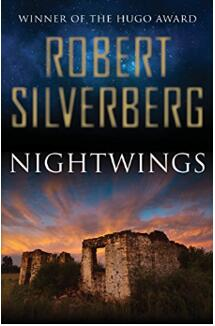 WINNER OF THE HUGO AWARD
ROBERT
SILVERBERG
NIGHTWINGS